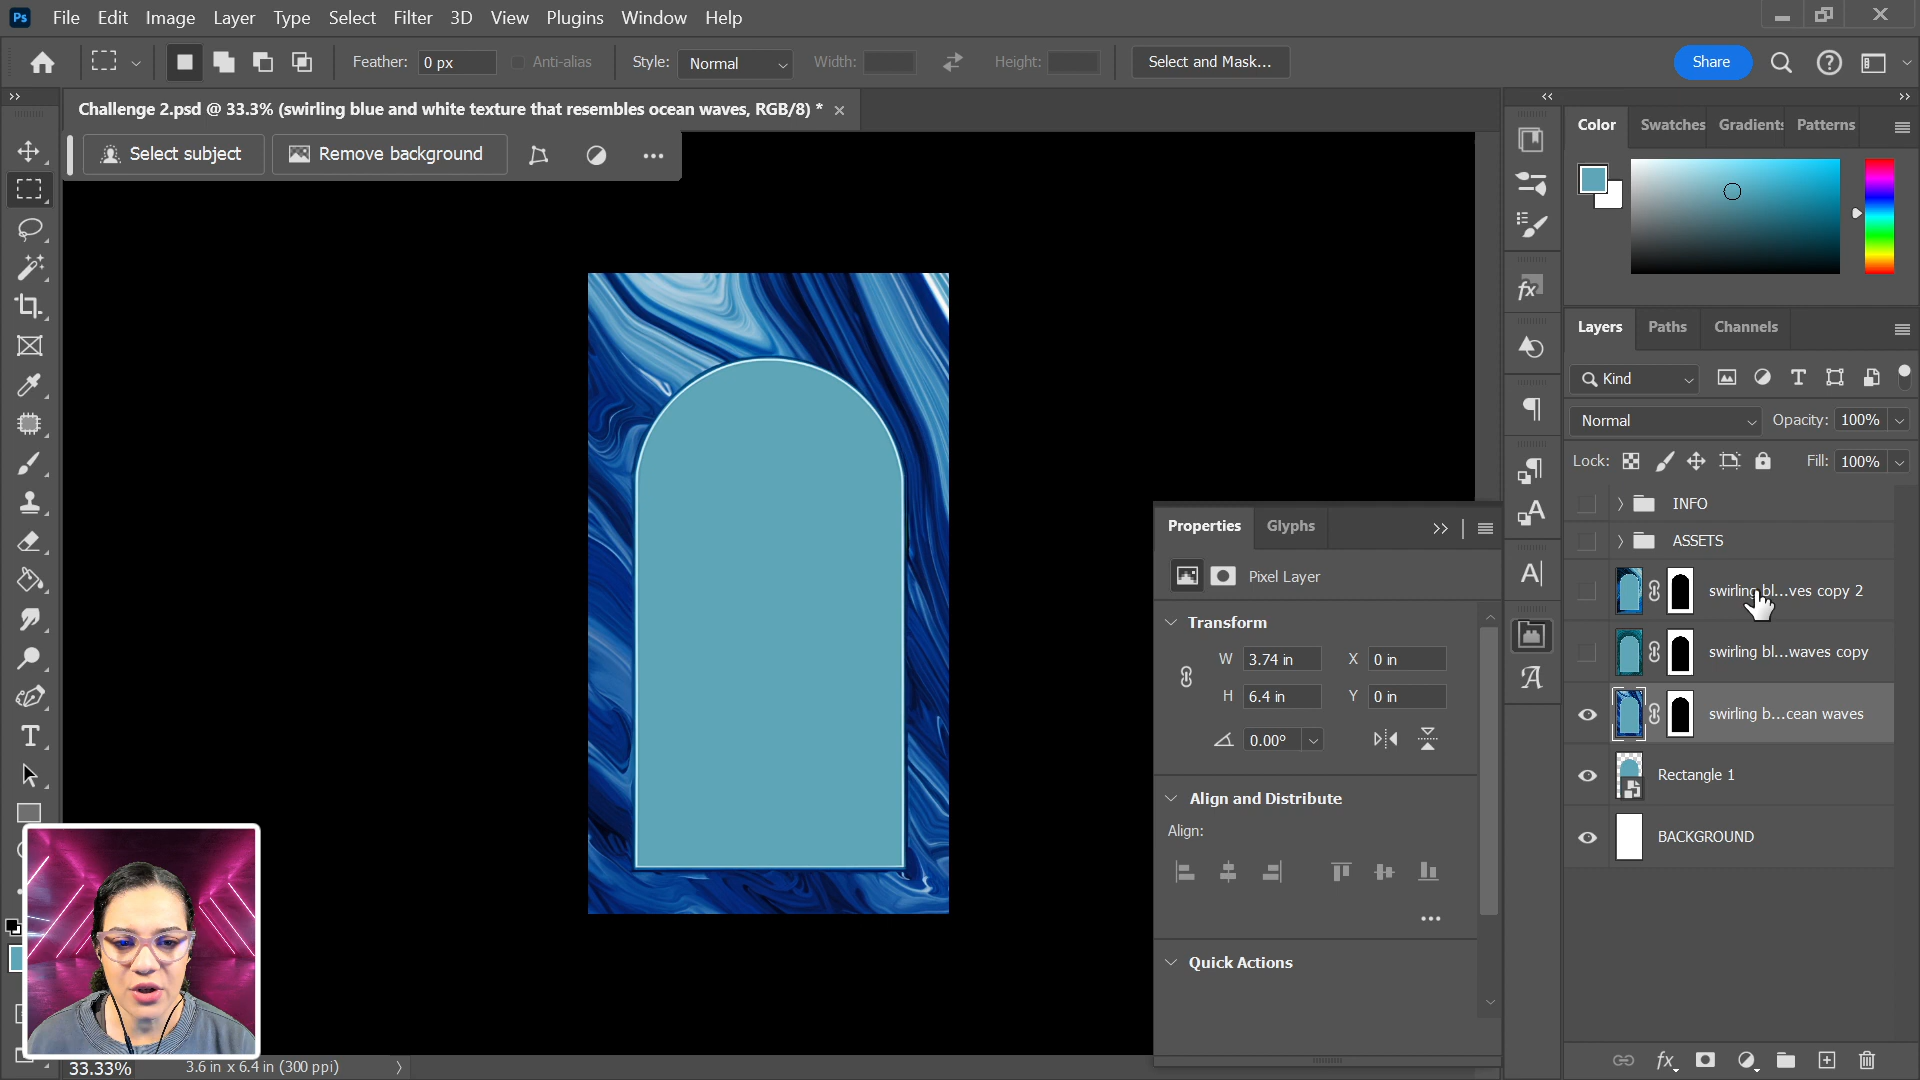 Ps File Edit Image Layer Type Select Filter 3D View Plugins Window Help
Feather: 0 px Anti-alias Style: Normal Width: Height: Select and Mask... Share
Challenge 2.psd @ 33.3% (swirling blue and white texture that resembles ocean waves, RGB/8) *
Select subject Remove background
Color Swatches Gradients Patterns
Layers Paths Channels
Kind
Normal Opacity: 100%
Lock: Fill: 100%
INFO
ASSETS
swirling bl...ves copy 2
swirling bl...waves copy
swirling b...cean waves
Rectangle 1
BACKGROUND
Properties Glyphs
Pixel Layer
Transform
W 3.74 in X 0 in
H 6.4 in Y 0 in
0.00°
Align and Distribute
Align:
Quick Actions
33.33% 3.6 in x 6.4 in (300 ppi)